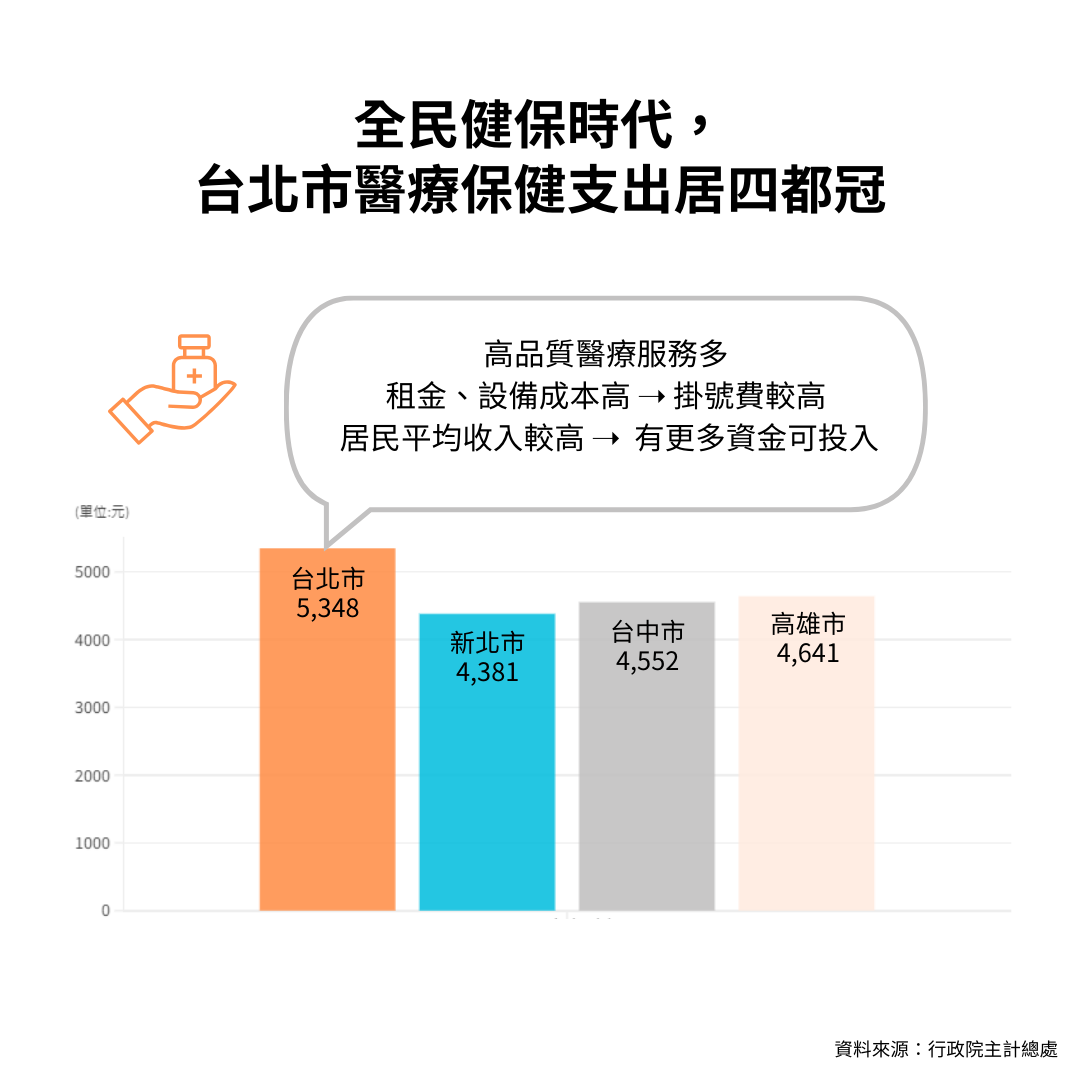 全民健保時代，
台北市醫療保健支出居四都冠
高品質醫療服務多
租金、設備成本高 → 掛號費較高
居民平均收入較高 → 有更多資金可投入
(單位:元)
5000
4000
3000
2000
1000
0
台北市
5,348
新北市
4,381
台中市
4,552
高雄市
4,641
資料來源：行政院主計總處